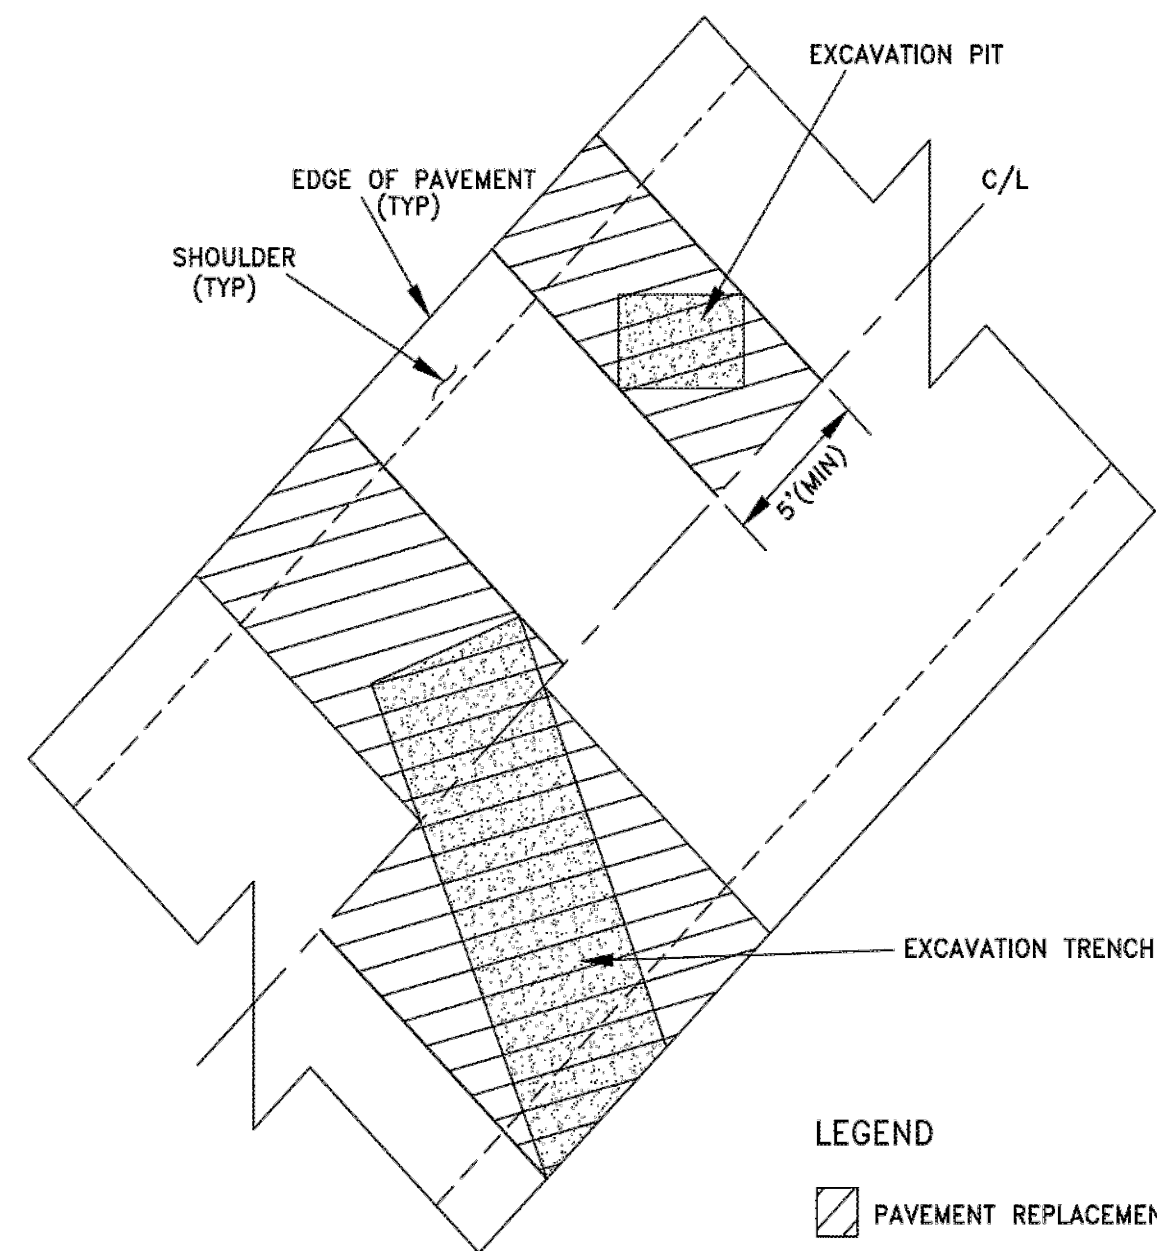 EXCAVATION PIT
EDGE OF PAVEMENT
(TYP)
C/L
SHOULDER
(TYP)
5'(MIN)
EXCAVATION TRENCH
LEGEND
PAVEMENT REPLACEMEN